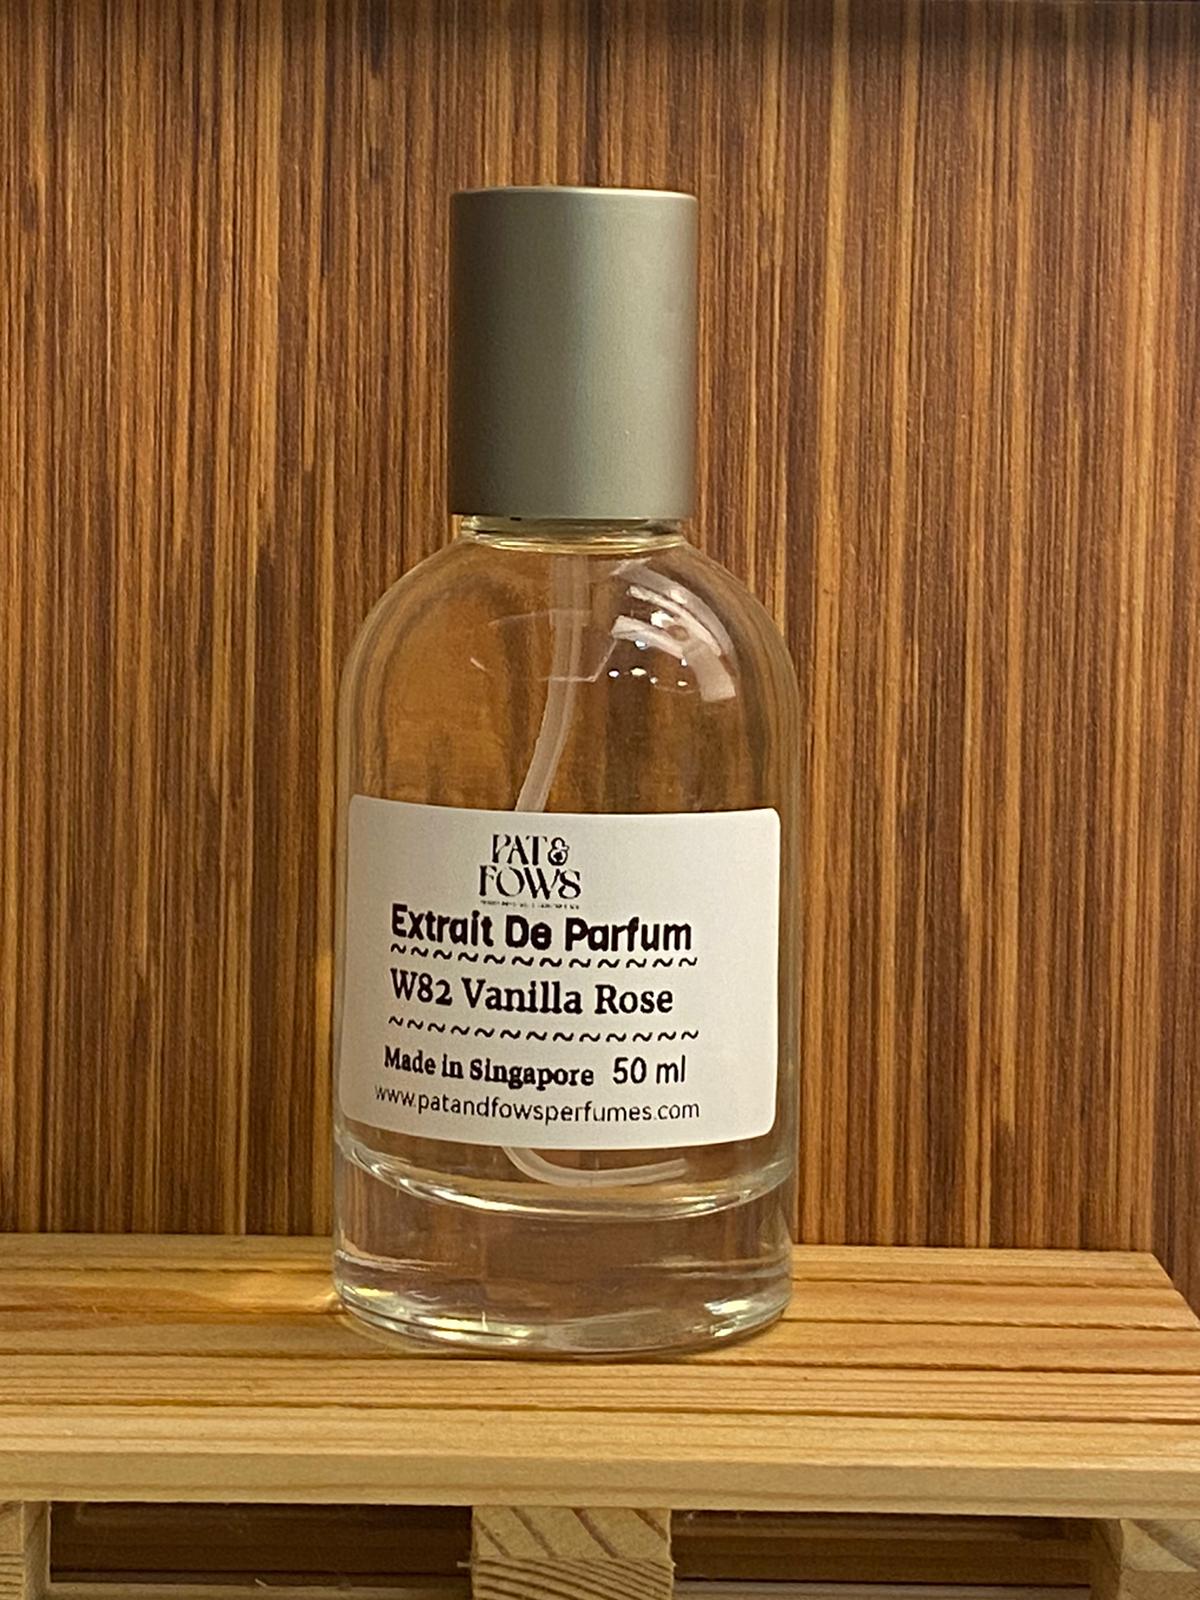 PAT&
FOWS
Extrait De Parfum
~~~~~~~~~~~~~~
W82 Vanilla Rose
~~~~~~~~~~~~~~
Made in Singapore 50 ml
www.patandfowsperfumes.com